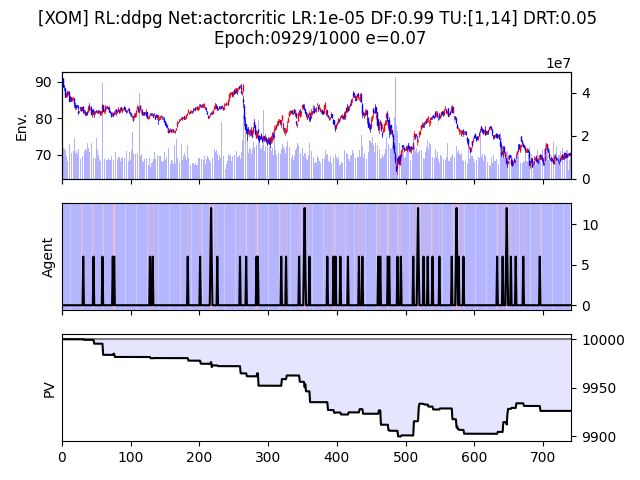 [XOM] RL:ddpg Net:actorcritic LR:1e-05 DF:0.99 TU:[1,14] DRT:0.05
Epoch:0929/1000 e=0.07
1e7
90
80
70
Env.
4
2
0
Agent
10
5
0
PV
10000
9950
9900
0 100 200 300 400 500 600 700